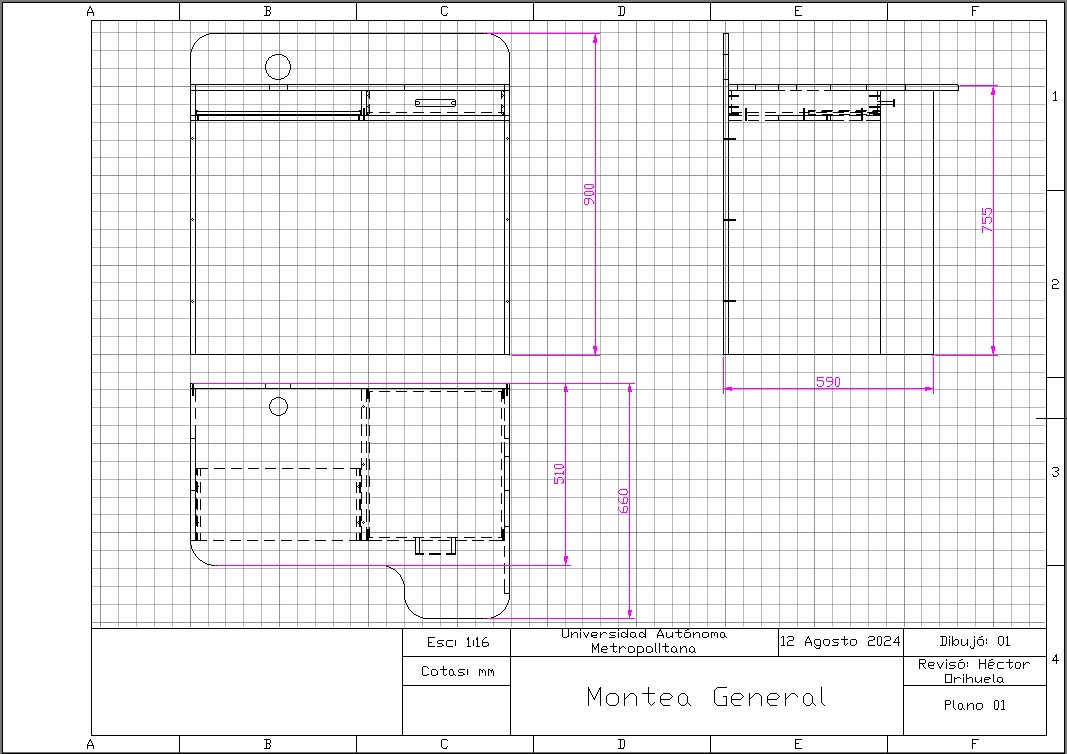 A B C D E F
1
900
755
2
590
510
660
3
Esc: 1:16
Universidad Autónoma
Metropolitana
12 Agosto 2024
Dibujó: 01
Cotas: mm
Montea General
Revisó: Héctor
Orihuela
Plano 01
4
A B C D E F